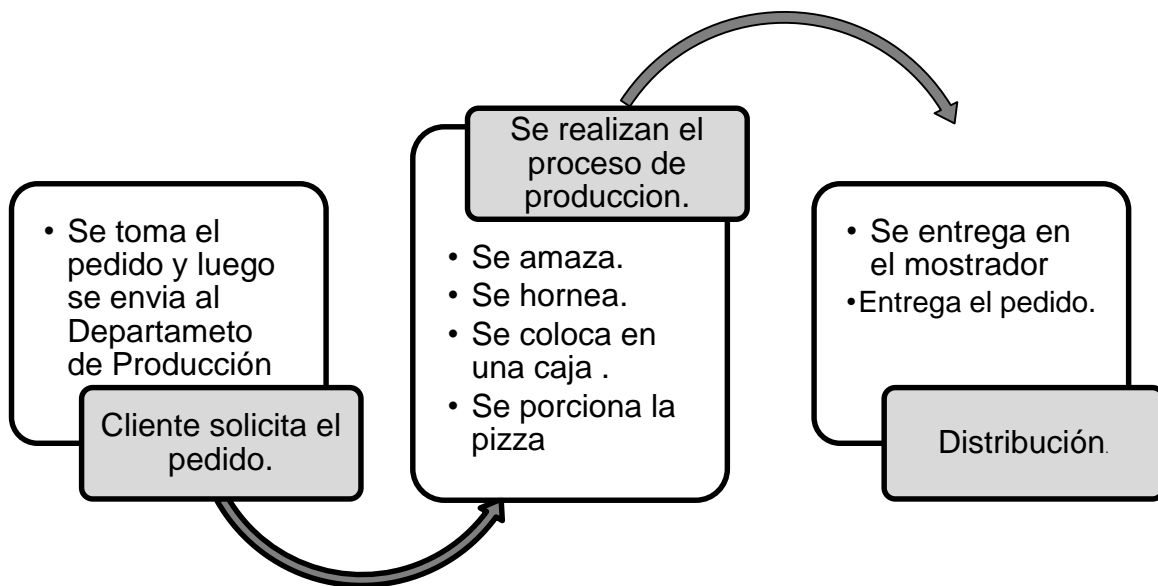 • Se toma el
pedido y luego
se envia al
Departameto
de Producción
Cliente solicita el
pedido.
Se realizan el
proceso de
produccion.
• Se amaza.
• Se hornea.
• Se coloca en
una caja .
• Se porciona la
pizza
• Se entrega en
el mostrador
•Entrega el pedido.
Distribución.